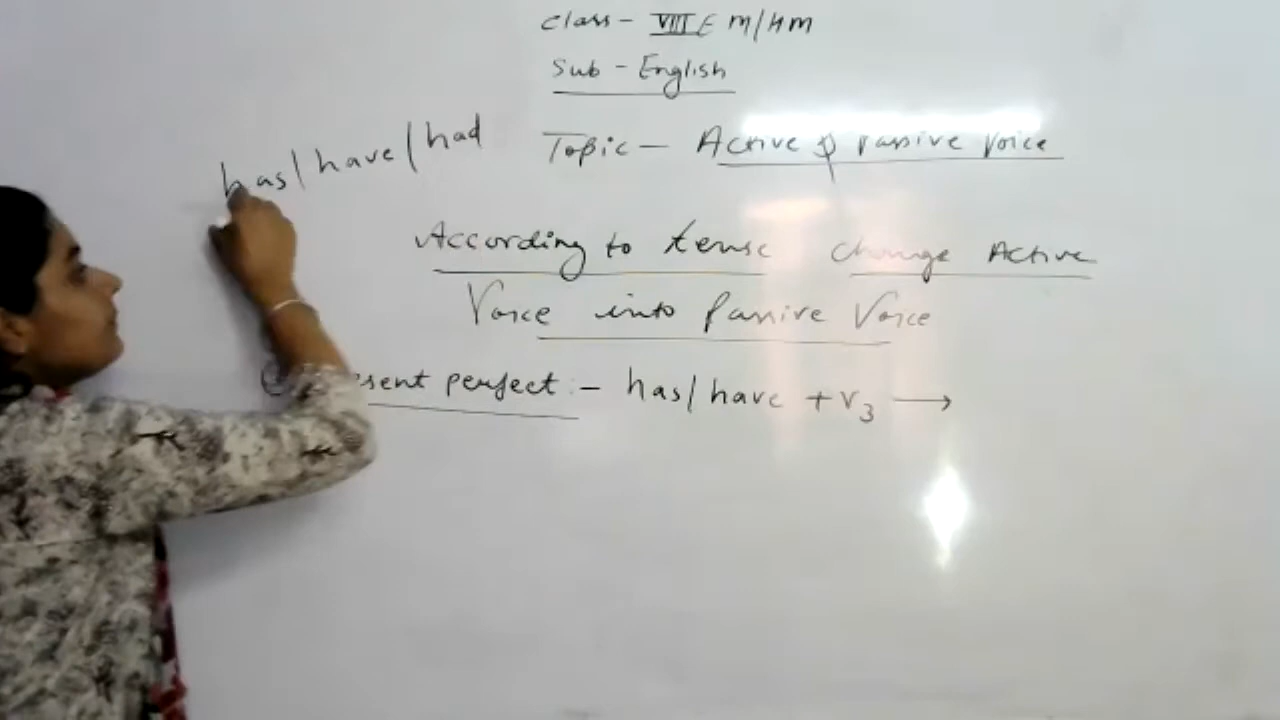 Class - VIII E M/HM
Sub - English
has/have/had
Topic - Active & Passive Voice
According to tense change Active
Voice into Passive Voice
sent perfect :- has/have + V3 →